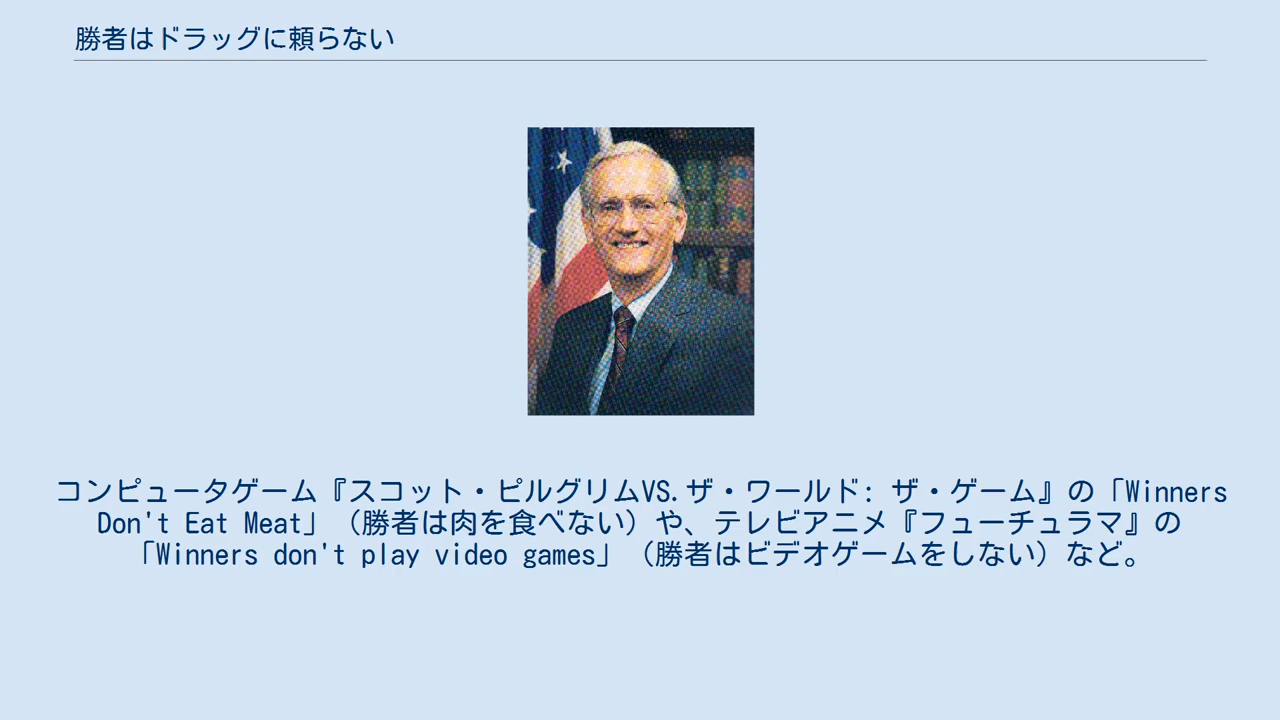 勝者はドラッグに頼らない
コンピュータゲーム『スコット・ピルグリムVS.ザ・ワールド: ザ・ゲーム』の「Winners
Don't Eat Meat」（勝者は肉を食べない）や、テレビアニメ『フューチュラマ』の
「Winners don't play video games」（勝者はビデオゲームをしない）など。